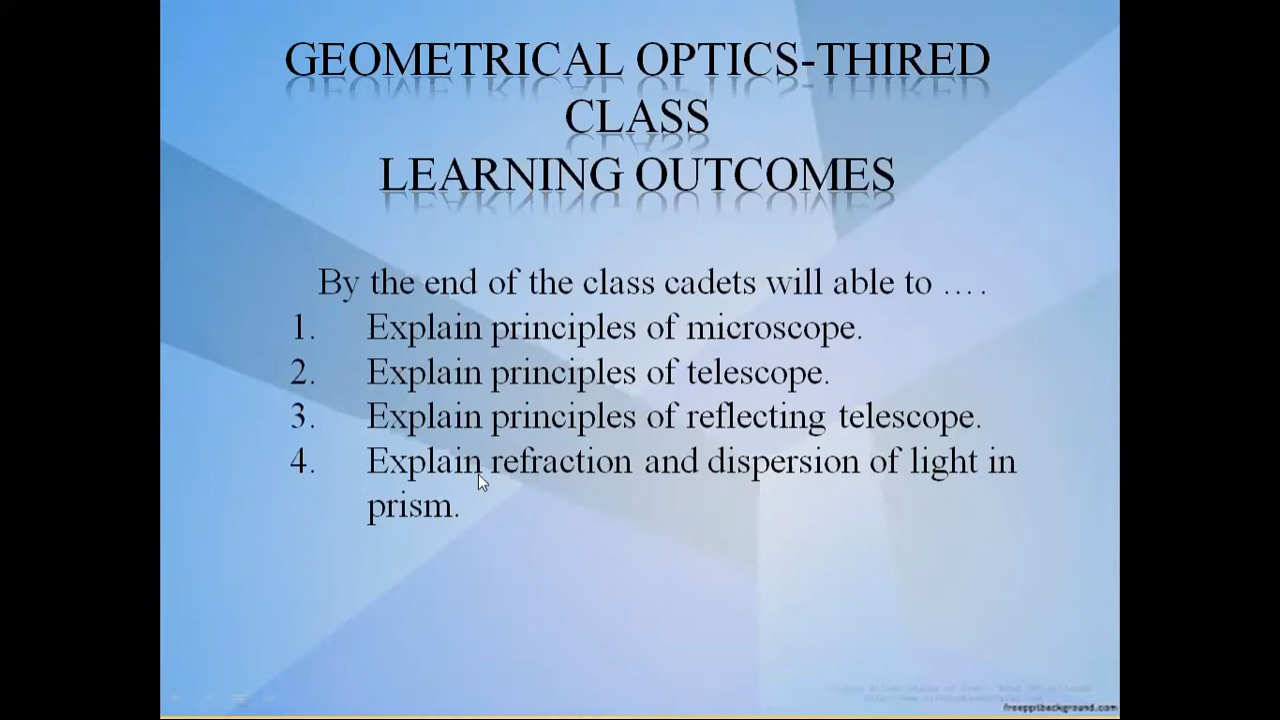 GEOMETRICAL OPTICS-THIRED
CLASS
LEARNING OUTCOMES
By the end of the class cadets will able to ….
1. Explain principles of microscope.
2. Explain principles of telescope.
3. Explain principles of reflecting telescope.
4. Explain refraction and dispersion of light in
prism.
freepptbackground.com